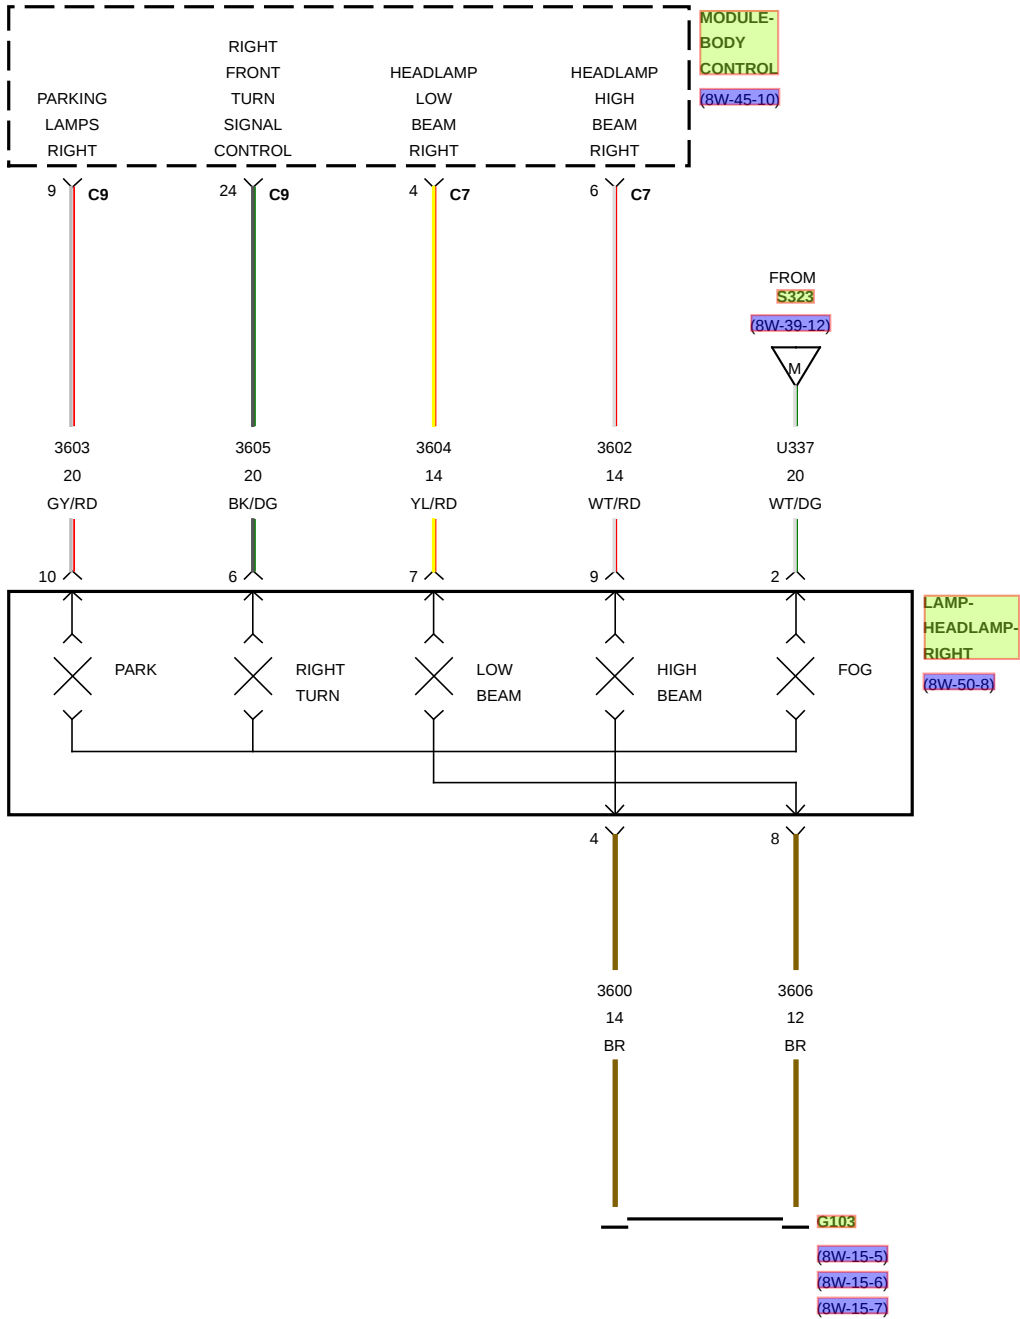 MODULE-
BODY
CONTROL
(8W-45-10)
PARKING
LAMPS
RIGHT
RIGHT
FRONT
TURN
SIGNAL
CONTROL
HEADLAMP
LOW
BEAM
RIGHT
HEADLAMP
HIGH
BEAM
RIGHT
9 C9
24 C9
4 C7
6 C7
FROM
S323
(8W-39-12)
M
3603
20
GY/RD
3605
20
BK/DG
3604
14
YL/RD
3602
14
WT/RD
U337
20
WT/DG
10
6
7
9
2
LAMP-
HEADLAMP-
RIGHT
(8W-50-8)
PARK
RIGHT
TURN
LOW
BEAM
HIGH
BEAM
FOG
4
8
3600
14
BR
3606
12
BR
G103
(8W-15-5)
(8W-15-6)
(8W-15-7)